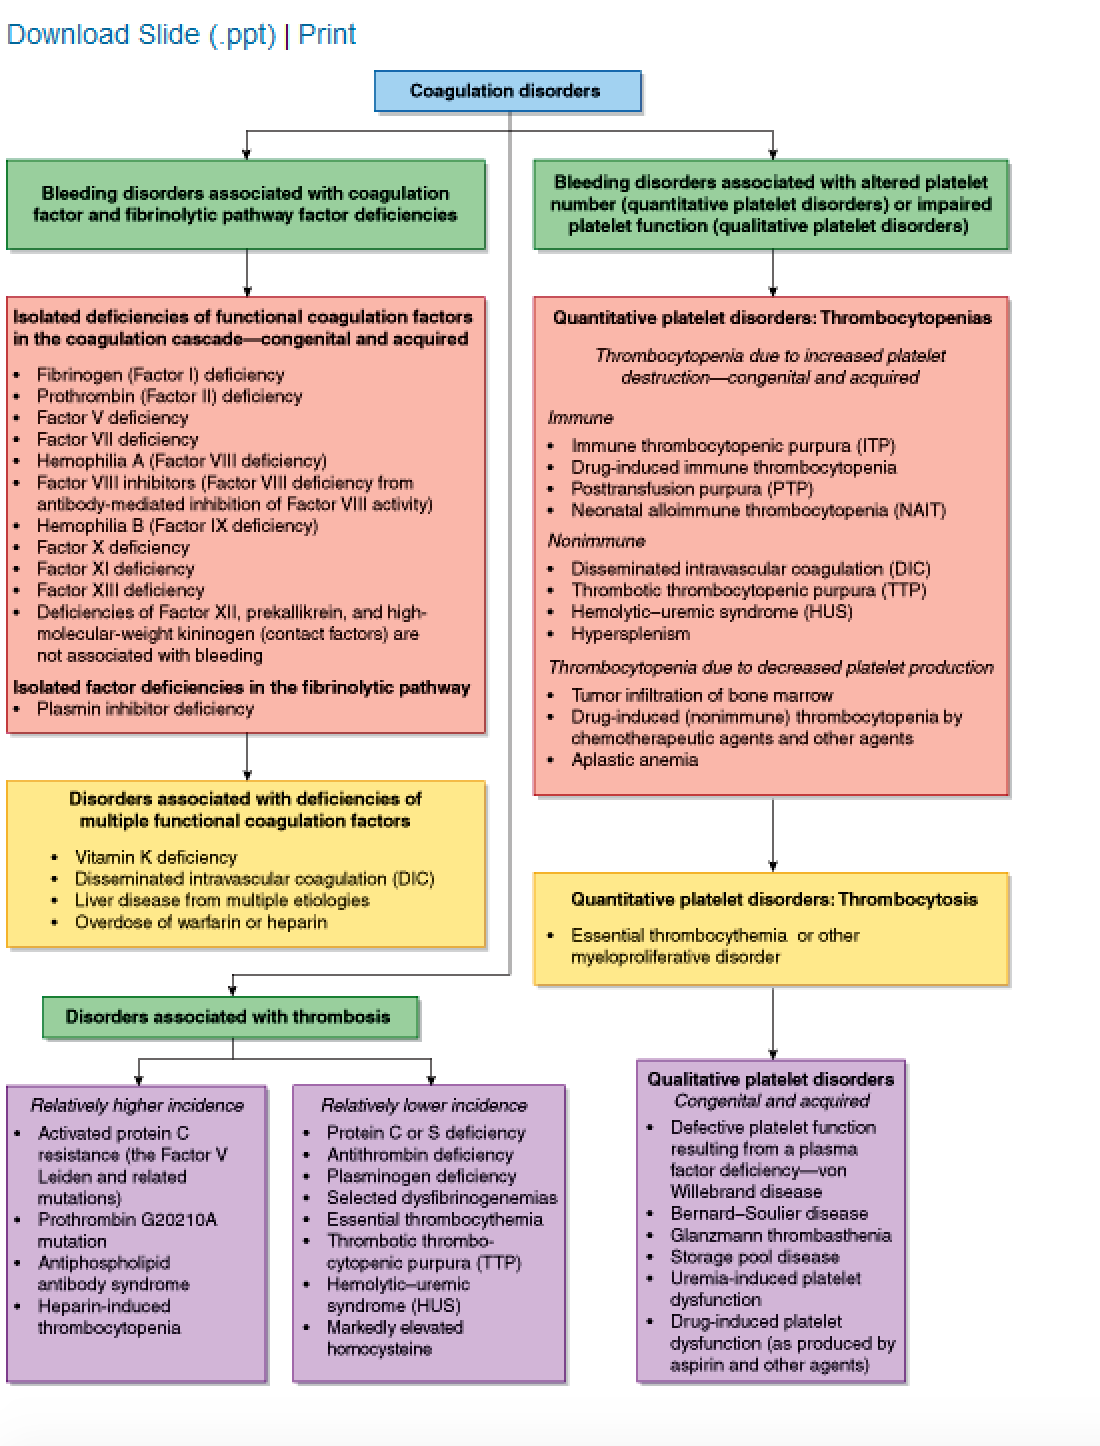 Download Slide (.ppt) | Print
Coagulation disorders
Bleeding disorders associated with coagulation
factor and fibrinolytic pathway factor deficiencies
Isolated deficiencies of functional coagulation factors
in the coagulation cascade—congenital and acquired
• Fibrinogen (Factor I) deficiency
• Prothrombin (Factor II) deficiency
• Factor V deficiency
• Factor VII deficiency
• Hemophilia A (Factor VIII deficiency)
• Factor VIII inhibitors (Factor VIII deficiency from
antibody-mediated inhibition of Factor VIII activity)
• Hemophilia B (Factor IX deficiency)
• Factor X deficiency
• Factor XI deficiency
• Factor XIII deficiency
• Deficiencies of Factor XII, prekallikrein, and high-
molecular-weight kininogen (contact factors) are
not associated with bleeding
Isolated factor deficiencies in the fibrinolytic pathway
• Plasmin inhibitor deficiency
Disorders associated with deficiencies of
multiple functional coagulation factors
• Vitamin K deficiency
• Disseminated intravascular coagulation (DIC)
• Liver disease from multiple etiologies
• Overdose of warfarin or heparin
Bleeding disorders associated with altered platelet
number (quantitative platelet disorders) or impaired
platelet function (qualitative platelet disorders)
Quantitative platelet disorders: Thrombocytopenias
Thrombocytopenia due to increased platelet
destruction—congenital and acquired
Immune
• Immune thrombocytopenic purpura (ITP)
• Drug-induced immune thrombocytopenia
• Posttransfusion purpura (PTP)
• Neonatal alloimmune thrombocytopenia (NAIT)
Nonimmune
• Disseminated intravascular coagulation (DIC)
• Thrombotic thrombocytopenic purpura (TTP)
• Hemolytic–uremic syndrome (HUS)
• Hypersplenism
Thrombocytopenia due to decreased platelet production
• Tumor infiltration of bone marrow
• Drug-induced (nonimmune) thrombocytopenia by
chemotherapeutic agents and other agents
• Aplastic anemia
Quantitative platelet disorders: Thrombocytosis
• Essential thrombocythemia or other
myeloproliferative disorder
Disorders associated with thrombosis
Relatively higher incidence
• Activated protein C
resistance (the Factor V
Leiden and related
mutations)
• Prothrombin G20210A
mutation
• Antiphospholipid
antibody syndrome
• Heparin-induced
thrombocytopenia
Relatively lower incidence
• Protein C or S deficiency
• Antithrombin deficiency
• Plasminogen deficiency
• Selected dysfibrinogenemias
• Essential thrombocythemia
• Thrombotic thrombo-
cytopenic purpura (TTP)
• Hemolytic–uremic
syndrome (HUS)
• Markedly elevated
homocysteine
Qualitative platelet disorders
Congenital and acquired
• Defective platelet function
resulting from a plasma
factor deficiency—von
Willebrand disease
• Bernard–Soulier disease
• Glanzmann thrombasthenia
• Storage pool disease
• Uremia-induced platelet
dysfunction
• Drug-induced platelet
dysfunction (as produced by
aspirin and other agents)